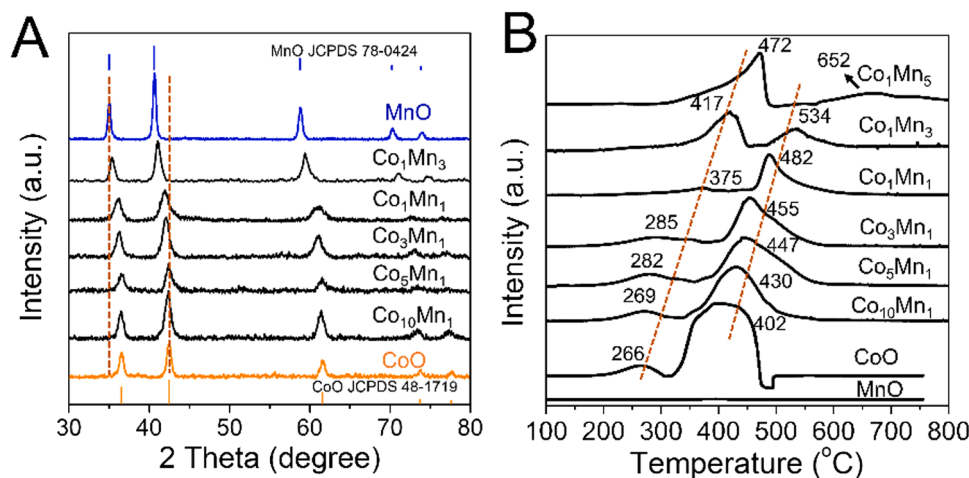 A
MnO JCPDS 78-0424
MnO
Co₁Mn₃
Co₁Mn₁
Co₃Mn₁
Co₅Mn₁
Co₁₀Mn₁
CoO
CoO JCPDS 48-1719
Intensity (a.u.)
30 40 50 60 70 80
2 Theta (degree)
B
472
652
Co₁Mn₅
417
534
Co₁Mn₃
375
482
Co₁Mn₁
285
455
Co₃Mn₁
282
447
Co₅Mn₁
269
430
Co₁₀Mn₁
266
402
CoO
MnO
Intensity (a.u.)
100 200 300 400 500 600 700 800
Temperature (°C)